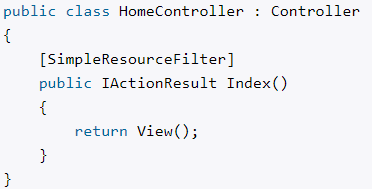 public class HomeController : Controller
{
    [SimpleResourceFilter]
    public IActionResult Index()
    {
        return View();
    }
}